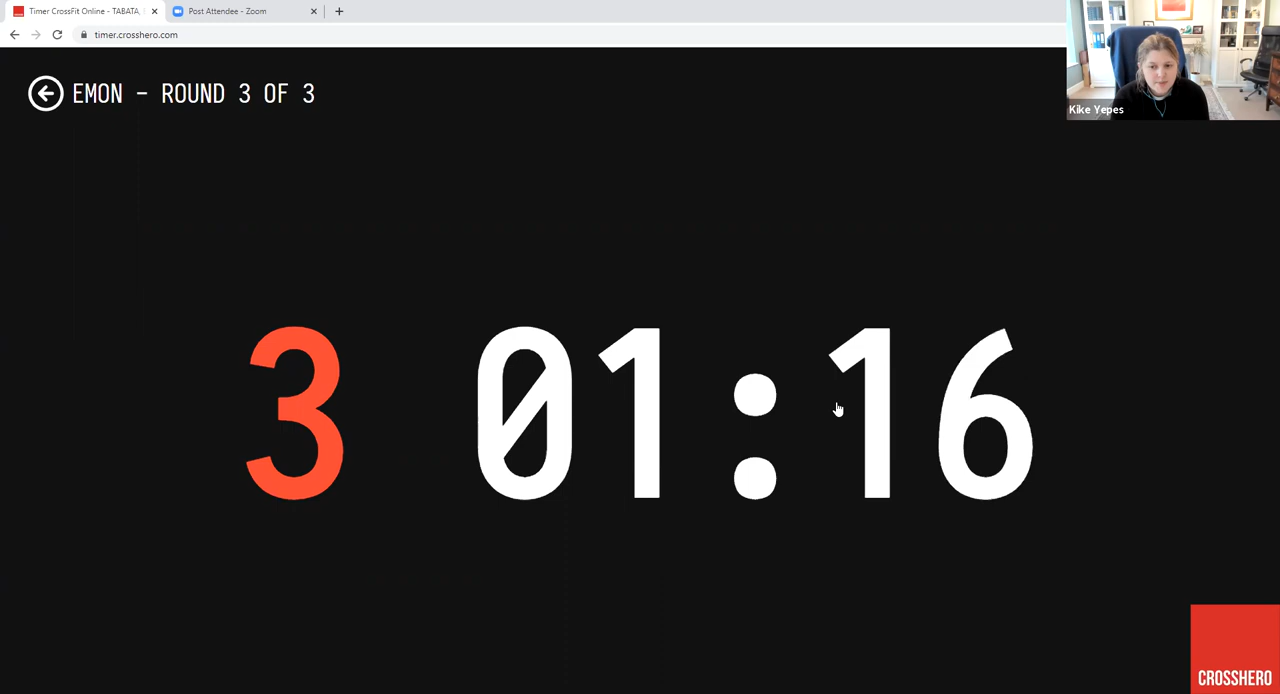 Timer CrossFit Online - TABATA,
Post Attendee - Zoom
timer.crosshero.com
EMON - ROUND 3 OF 3
Kike Yepes
3 01:16
CROSSHERO